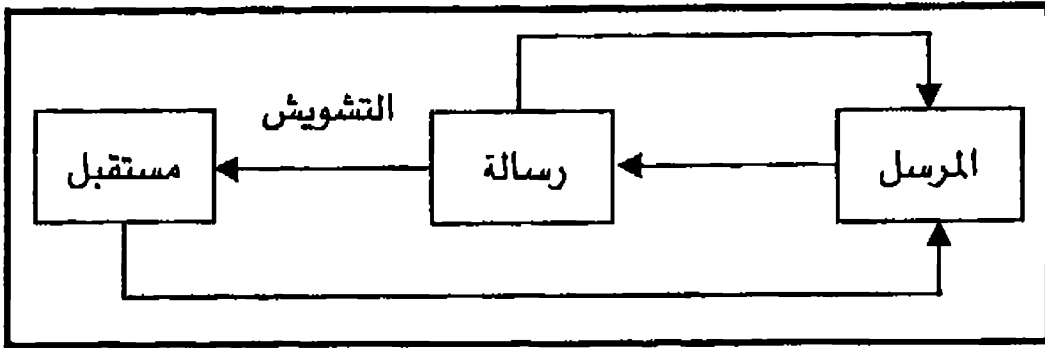 التشويش
المرسل
رسالة
مستقبل